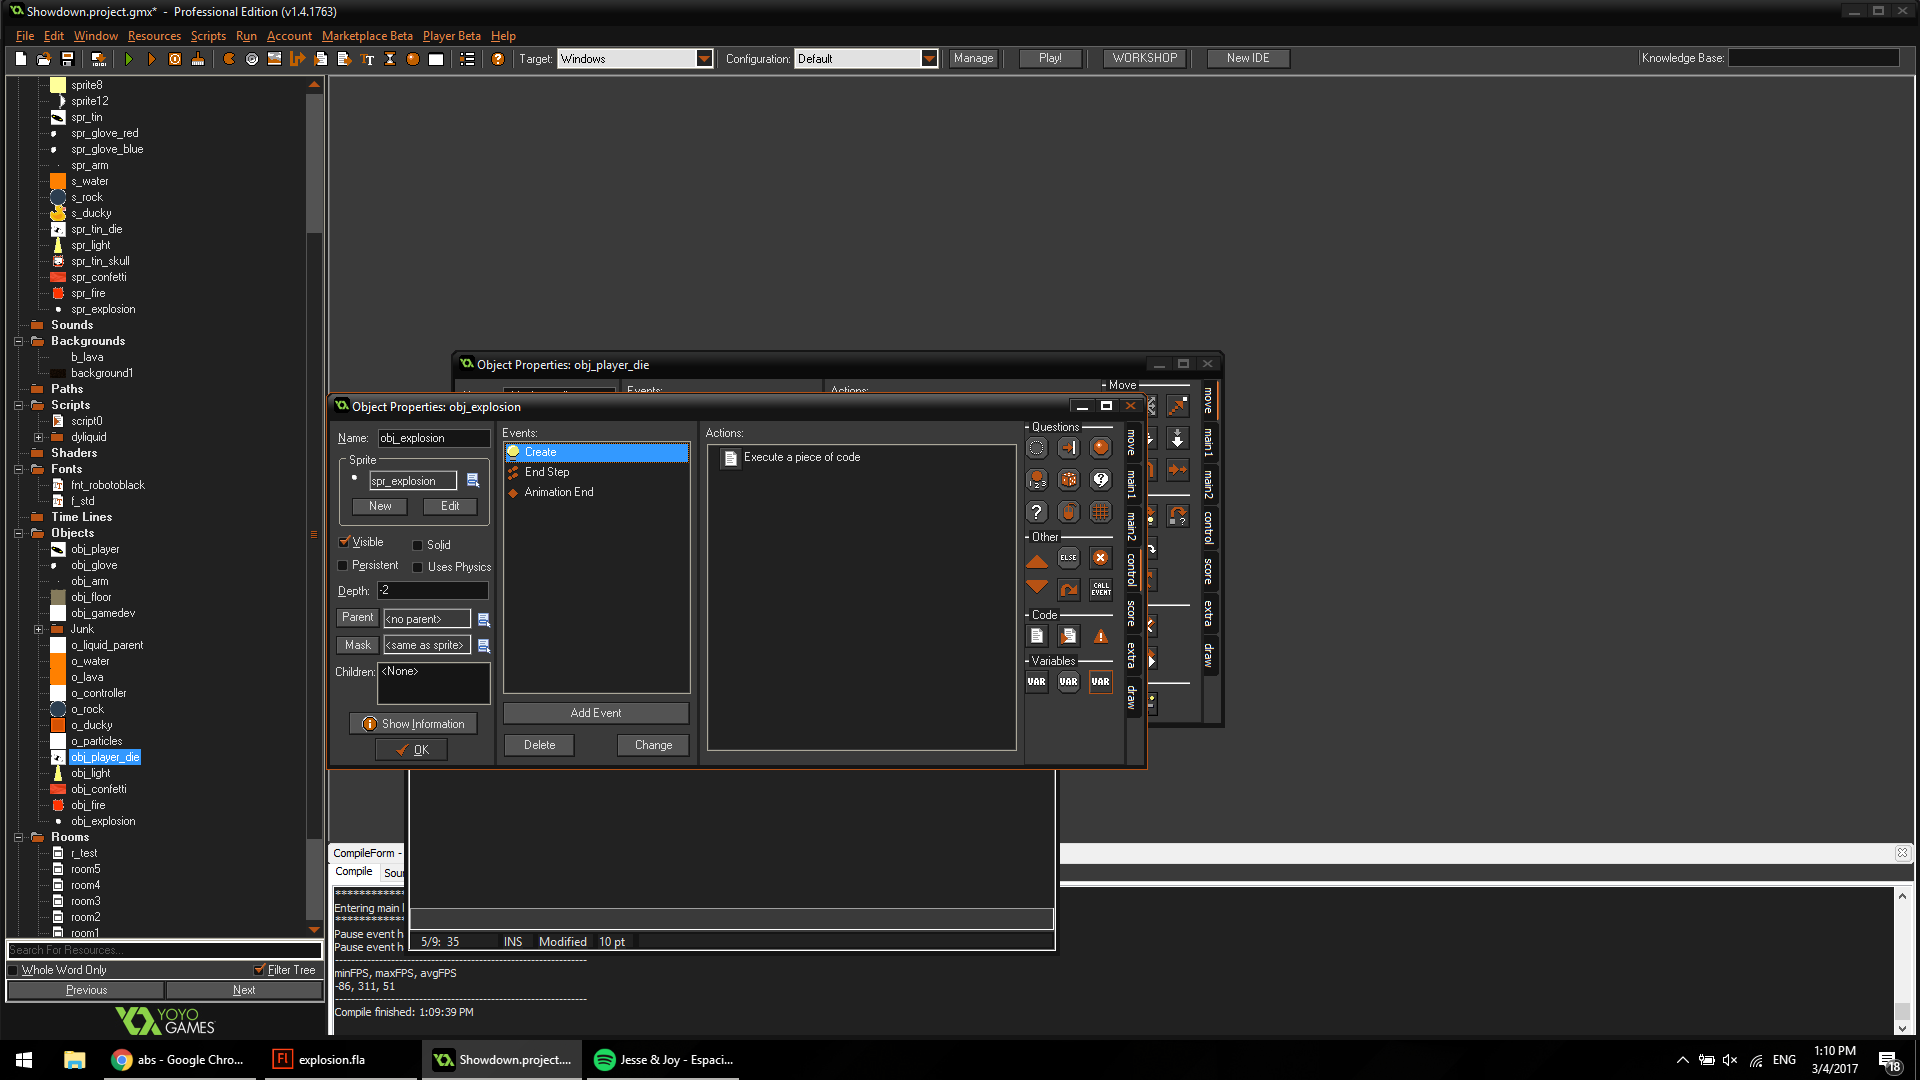 Showdown.project.gmx* - Professional Edition (v1.4.1763)
File Edit Window Resources Scripts Run Account Marketplace Beta Player Beta Help
Target: Windows Configuration: Default Manage Play! WORKSHOP New IDE Knowledge Base:
sprite8
sprite12
spr_tin
spr_glove_red
spr_glove_blue
spr_arm
s_water
s_rock
s_ducky
spr_tin_die
spr_light
spr_tin_skull
spr_confetti
spr_fire
spr_explosion
Sounds
Backgrounds
b_lava
background1
Paths
Scripts
script0
dyliquid
Shaders
Fonts
fnt_robotoblack
f_std
Time Lines
Objects
obj_player
obj_glove
obj_arm
obj_floor
obj_gamedev
Junk
o_liquid_parent
o_water
o_lava
o_controller
o_rock
o_ducky
o_particles
obj_player_die
obj_light
obj_confetti
obj_fire
obj_explosion
Rooms
r_test
room5
room4
room3
room2
room1
Search For Resources...
Whole Word Only Filter Tree
Previous Next
YOYO
GAMES
Object Properties: obj_player_die
Events:
Actions:
Move
move
main1
main2
control
score
extra
draw
Object Properties: obj_explosion
Name: obj_explosion
Sprite
spr_explosion
New Edit
Visible Solid
Persistent Uses Physics
Depth: -2
Parent <no parent>
Mask <same as sprite>
Children: <None>
Show Information
OK
Events:
Create
End Step
Animation End
Add Event
Delete Change
Actions:
Execute a piece of code
Questions
1 2 3
?
?
Other
ELSE
CALL
EVENT
Code
Variables
VAR VAR VAR
move
main1
main2
control
score
extra
draw
5/9: 35 INS Modified 10 pt
CompileForm -
Compile Sour
Entering main l
Pause event h
Pause event h
minFPS, maxFPS, avgFPS
-86, 311, 51
Compile finished: 1:09:39 PM
abs - Google Chro...
Fl explosion.fla
Showdown.project....
Jesse & Joy - Espaci...
ENG
1:10 PM
3/4/2017
18